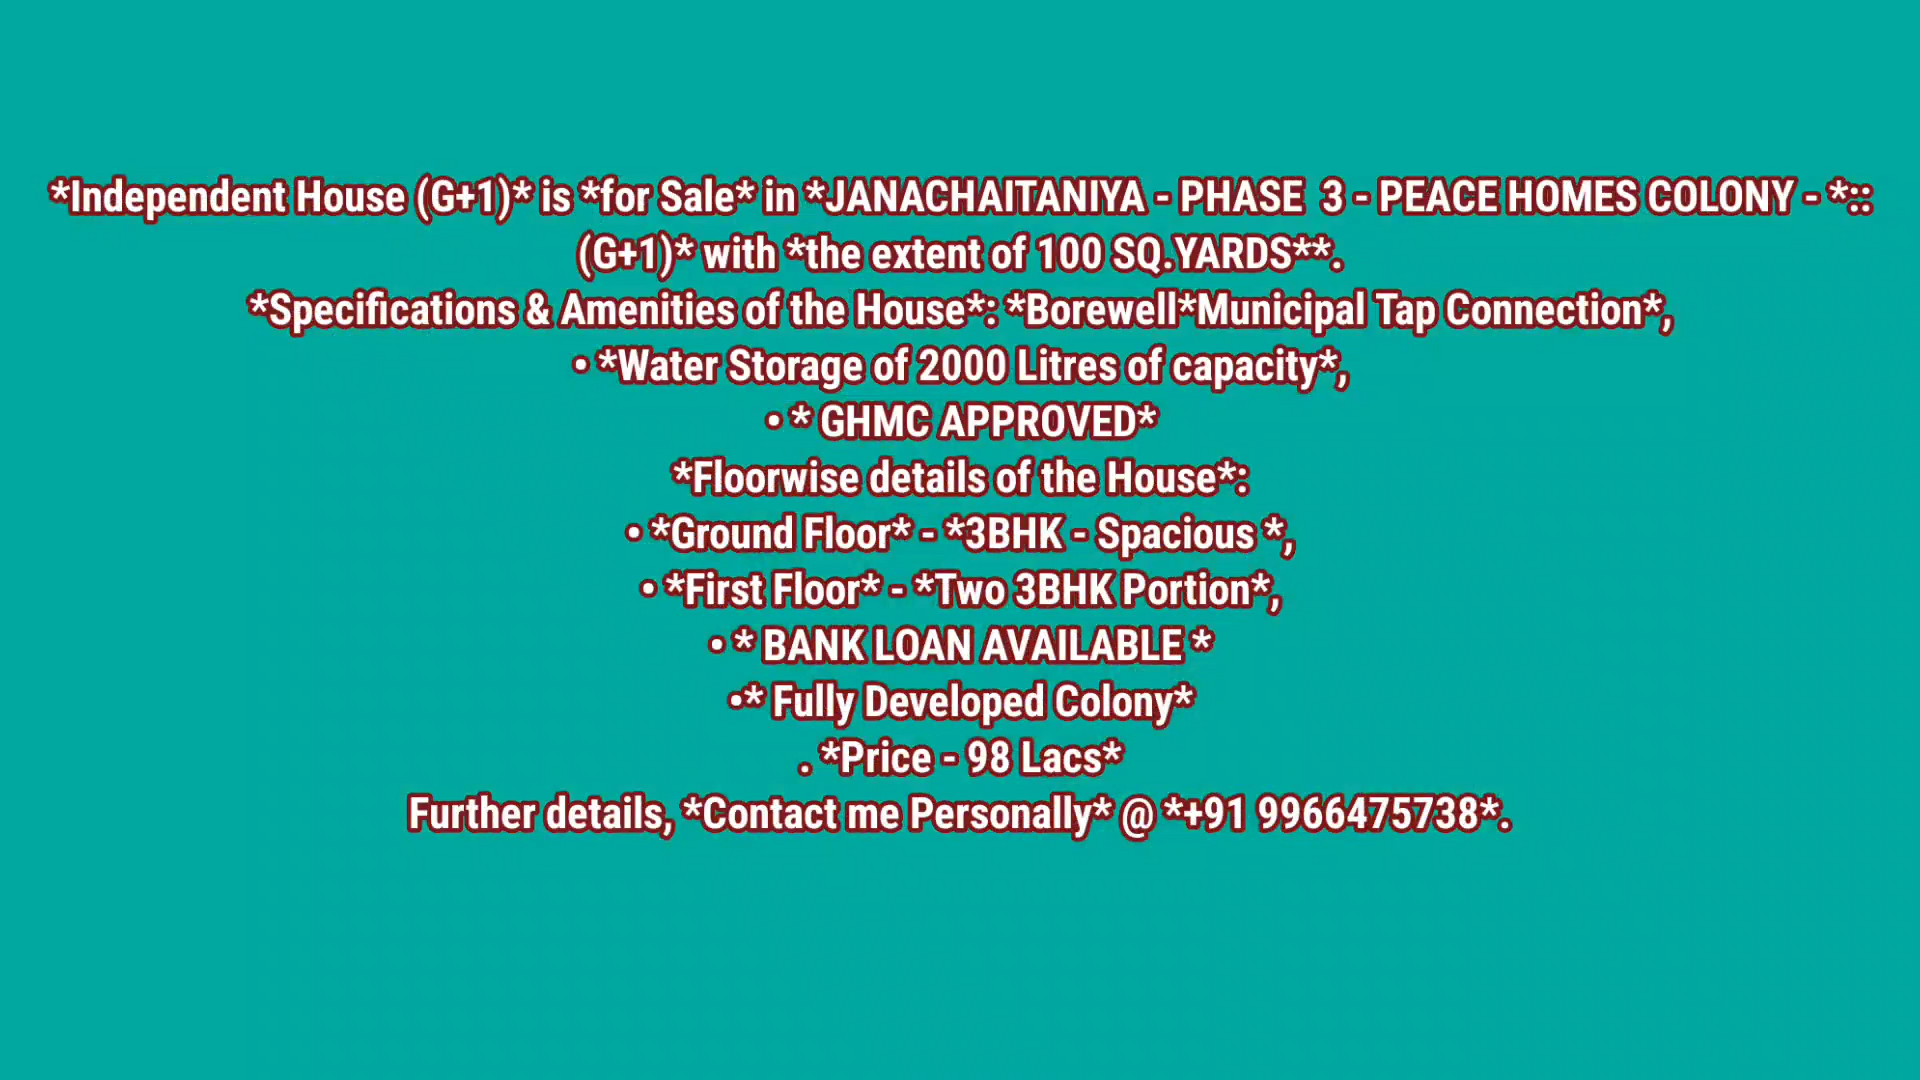 *Independent House (G+1)* is *for Sale* in *JANACHAITANIYA - PHASE  3 - PEACE HOMES COLONY - *::
(G+1)* with *the extent of 100 SQ.YARDS**.
*Specifications & Amenities of the House*: *Borewell*Municipal Tap Connection*,
• *Water Storage of 2000 Litres of capacity*,
• * GHMC APPROVED*
*Floorwise details of the House*:
• *Ground Floor* - *3BHK - Spacious *,
• *First Floor* - *Two 3BHK Portion*,
• * BANK LOAN AVAILABLE *
•* Fully Developed Colony*
. *Price - 98 Lacs*
Further details, *Contact me Personally* @ *+91 9966475738*.